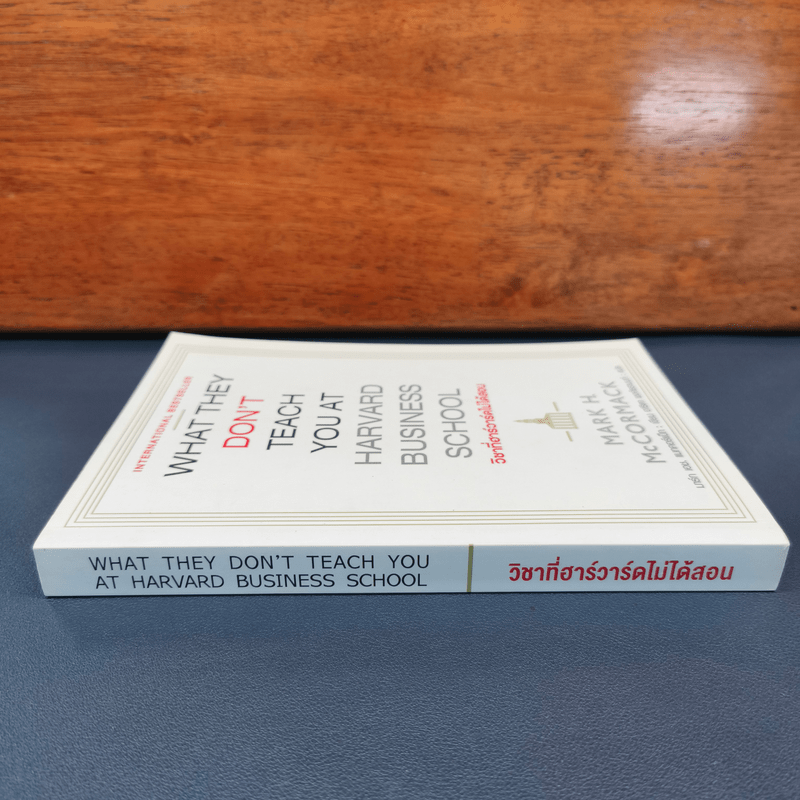 INTERNATIONAL BESTSELLER
WHAT THEY
DON'T
TEACH
YOU AT
HARVARD
BUSINESS
SCHOOL
วิชาที่ฮาร์วาร์ดไม่ได้สอน
MARK H.
McCORMACK
WHAT THEY DON'T TEACH YOU
AT HARVARD BUSINESS SCHOOL
วิชาที่ฮาร์วาร์ดไม่ได้สอน